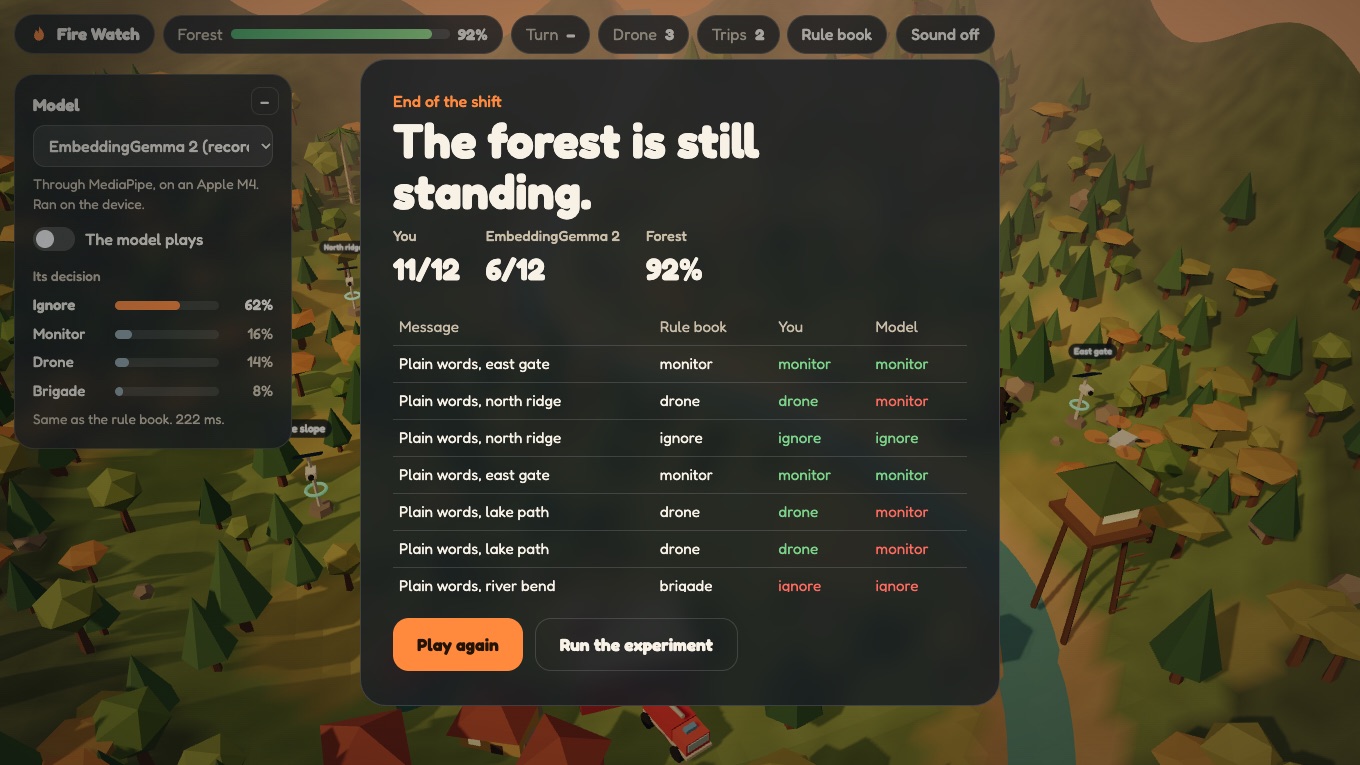 Fire Watch
Forest 92%
Turn – Drone 3 Trips 2 Rule book Sound off
Model –
EmbeddingGemma 2
Through MediaPipe, on an Apple M4.
Ran on the device.
The model plays
Its decision
Ignore 62%
Monitor 16%
Drone 14%
Brigade 8%
Same as the rule book. 222 ms.
End of the shift
The forest is still
standing.
You EmbeddingGemma 2 Forest
11/12 6/12 92%
Message Rule book You Model
Plain words, east gate monitor monitor monitor
Plain words, north ridge drone drone monitor
Plain words, north ridge ignore ignore ignore
Plain words, east gate monitor monitor monitor
Plain words, lake path drone drone monitor
Plain words, lake path drone drone monitor
Plain words, river bend brigade ignore ignore
Play again Run the experiment
North ridge
slope
East gate